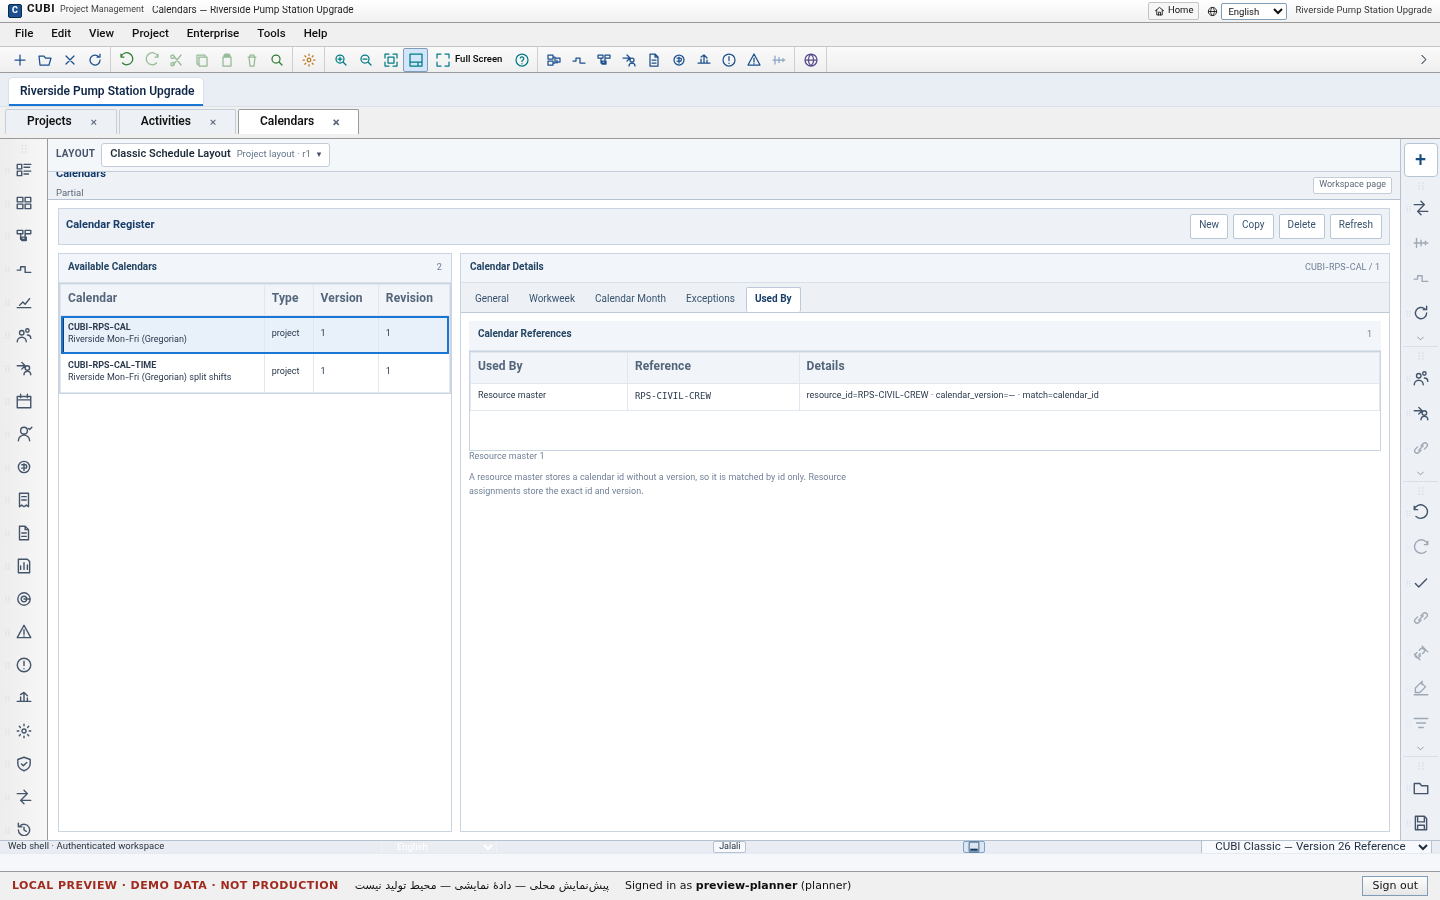 CUBI Project Management Calendars — Riverside Pump Station Upgrade
Home English Riverside Pump Station Upgrade
File Edit View Project Enterprise Tools Help
Full Screen
Riverside Pump Station Upgrade
Projects × Activities × Calendars ×
LAYOUT Classic Schedule Layout Project layout · r1
Calendars
Partial
Workspace page
Calendar Register
New Copy Delete Refresh
Available Calendars 2
Calendar Type Version Revision
CUBI-RPS-CAL
Riverside Mon-Fri (Gregorian) project 1 1
CUBI-RPS-CAL-TIME
Riverside Mon-Fri (Gregorian) split shifts project 1 1
Calendar Details CUBI-RPS-CAL / 1
General Workweek Calendar Month Exceptions Used By
Calendar References 1
Used By Reference Details
Resource master RPS-CIVIL-CREW resource_id=RPS-CIVIL-CREW · calendar_version=— · match=calendar_id
Resource master 1
A resource master stores a calendar id without a version, so it is matched by id only. Resource
assignments store the exact id and version.
Web shell · Authenticated workspace English Jalali CUBI Classic — Version 26 Reference
LOCAL PREVIEW · DEMO DATA · NOT PRODUCTION پیش‌نمایش محلی — دادهٔ نمایشی — محیط تولید نیست Signed in as preview-planner (planner) Sign out